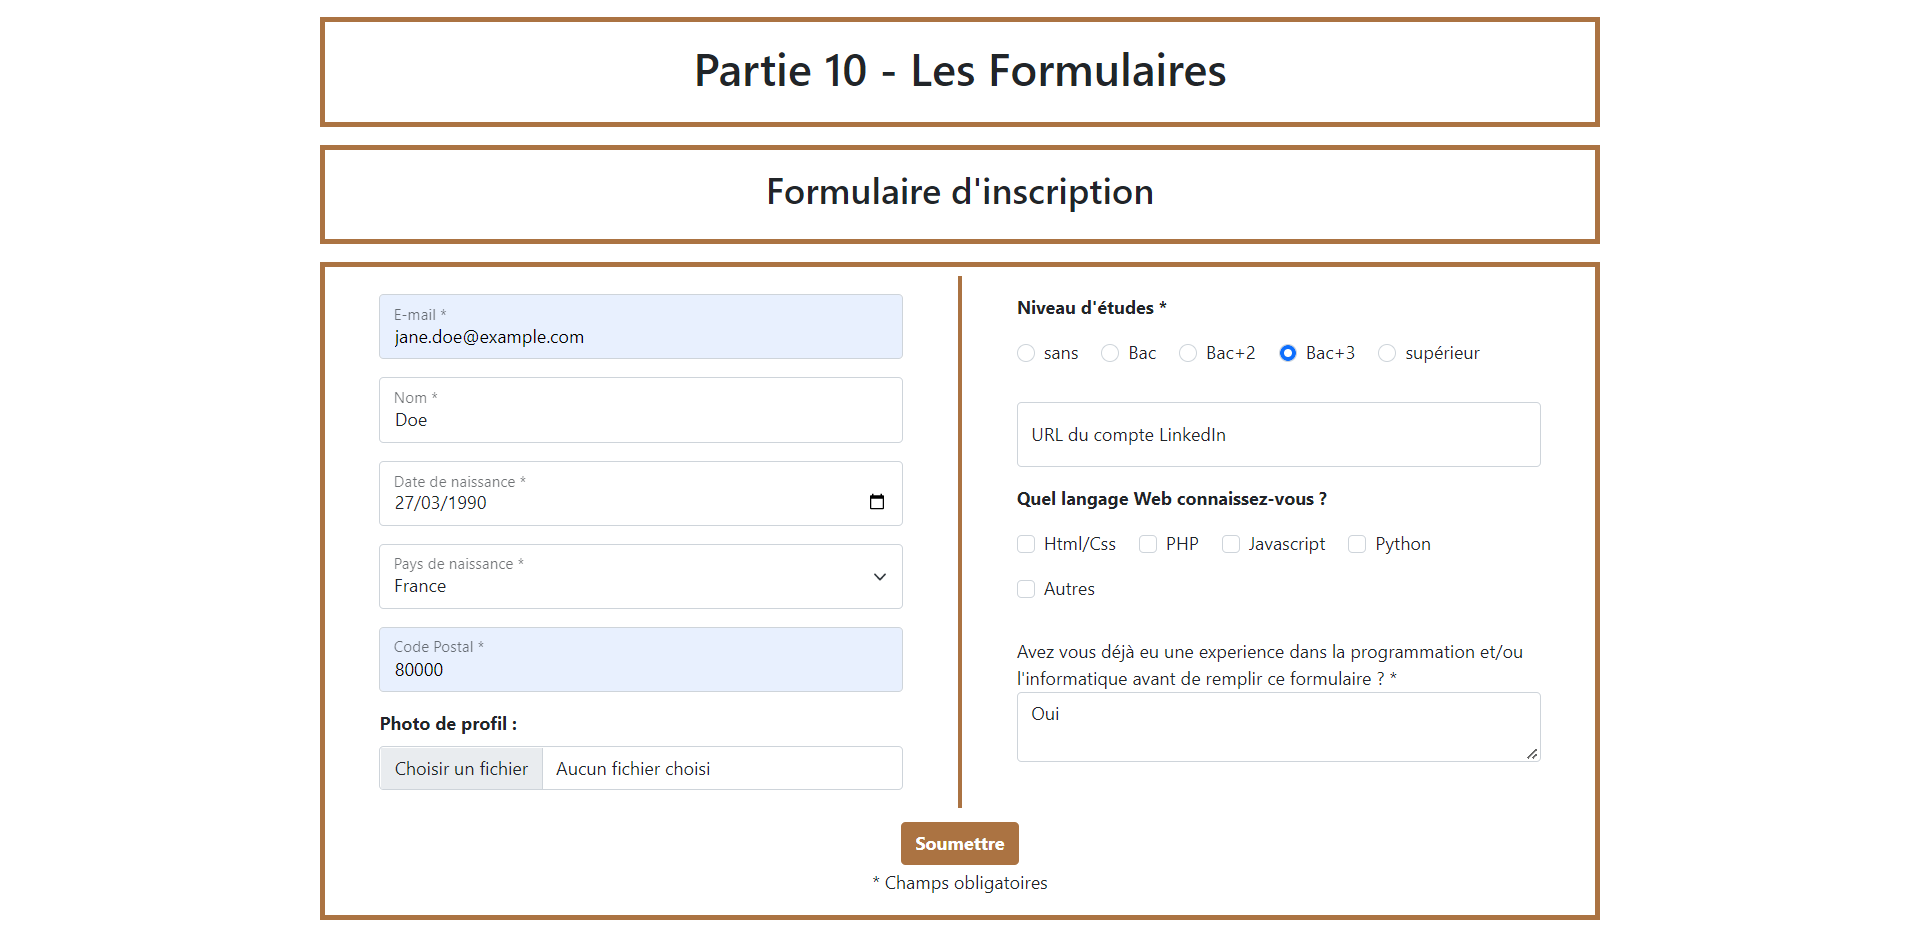 Partie 10 - Les Formulaires
Formulaire d'inscription
E-mail *
jane.doe@example.com
Nom *
Doe
Date de naissance *
27/03/1990
Pays de naissance *
France
Code Postal *
80000
Photo de profil :
Choisir un fichier Aucun fichier choisi
Niveau d'études *
sans Bac Bac+2 Bac+3 supérieur
URL du compte LinkedIn
Quel langage Web connaissez-vous ?
Html/Css PHP Javascript Python
Autres
Avez vous déjà eu une experience dans la programmation et/ou
l'informatique avant de remplir ce formulaire ? *
Oui
Soumettre
* Champs obligatoires